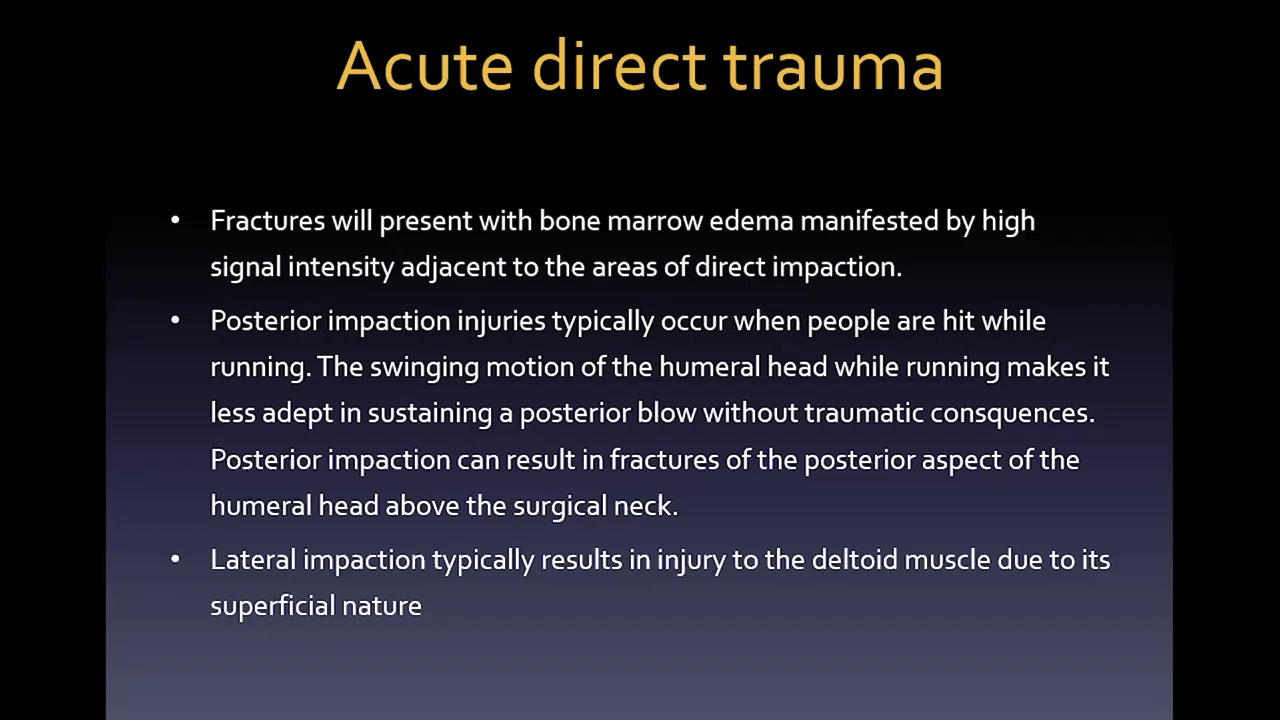 Acute direct trauma
• Fractures will present with bone marrow edema manifested by high
signal intensity adjacent to the areas of direct impaction.
• Posterior impaction injuries typically occur when people are hit while
running. The swinging motion of the humeral head while running makes it
less adept in sustaining a posterior blow without traumatic consquences.
Posterior impaction can result in fractures of the posterior aspect of the
humeral head above the surgical neck.
• Lateral impaction typically results in injury to the deltoid muscle due to its
superficial nature